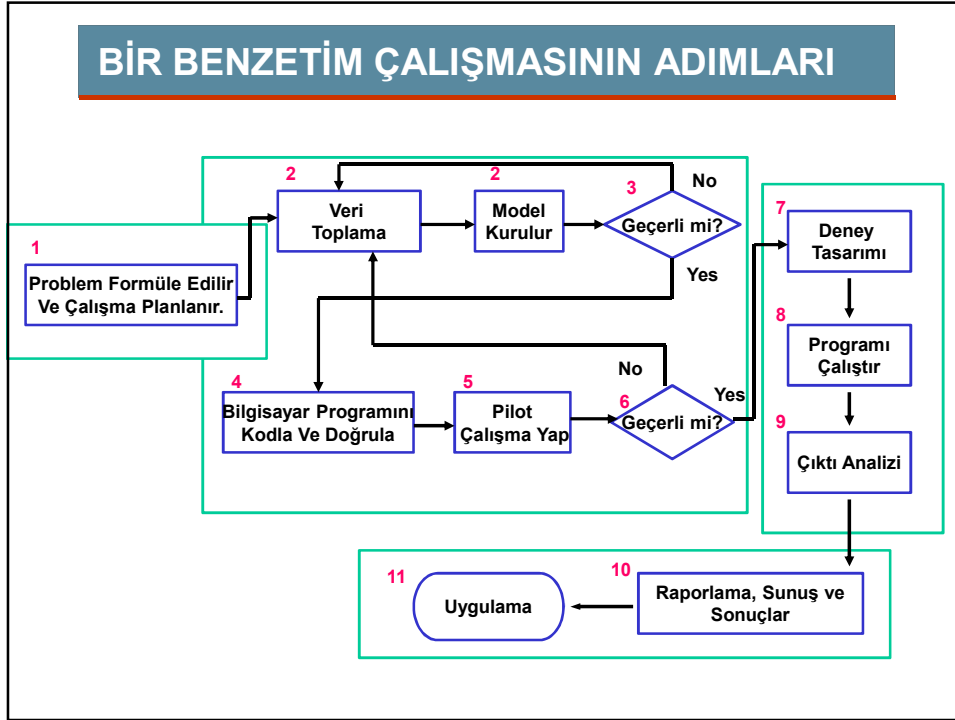 BİR BENZETİM ÇALIŞMASININ ADIMLARI
1
Problem Formüle Edilir
Ve Çalışma Planlanır.
2
Veri
Toplama
2
Model
Kurulur
3
Geçerli mi?
No
Yes
4
Bilgisayar Programını
Kodla Ve Doğrula
5
Pilot
Çalışma Yap
6
Geçerli mi?
No
Yes
7
Deney
Tasarımı
8
Programı
Çalıştır
9
Çıktı Analizi
10
Raporlama, Sunuş ve
Sonuçlar
11
Uygulama